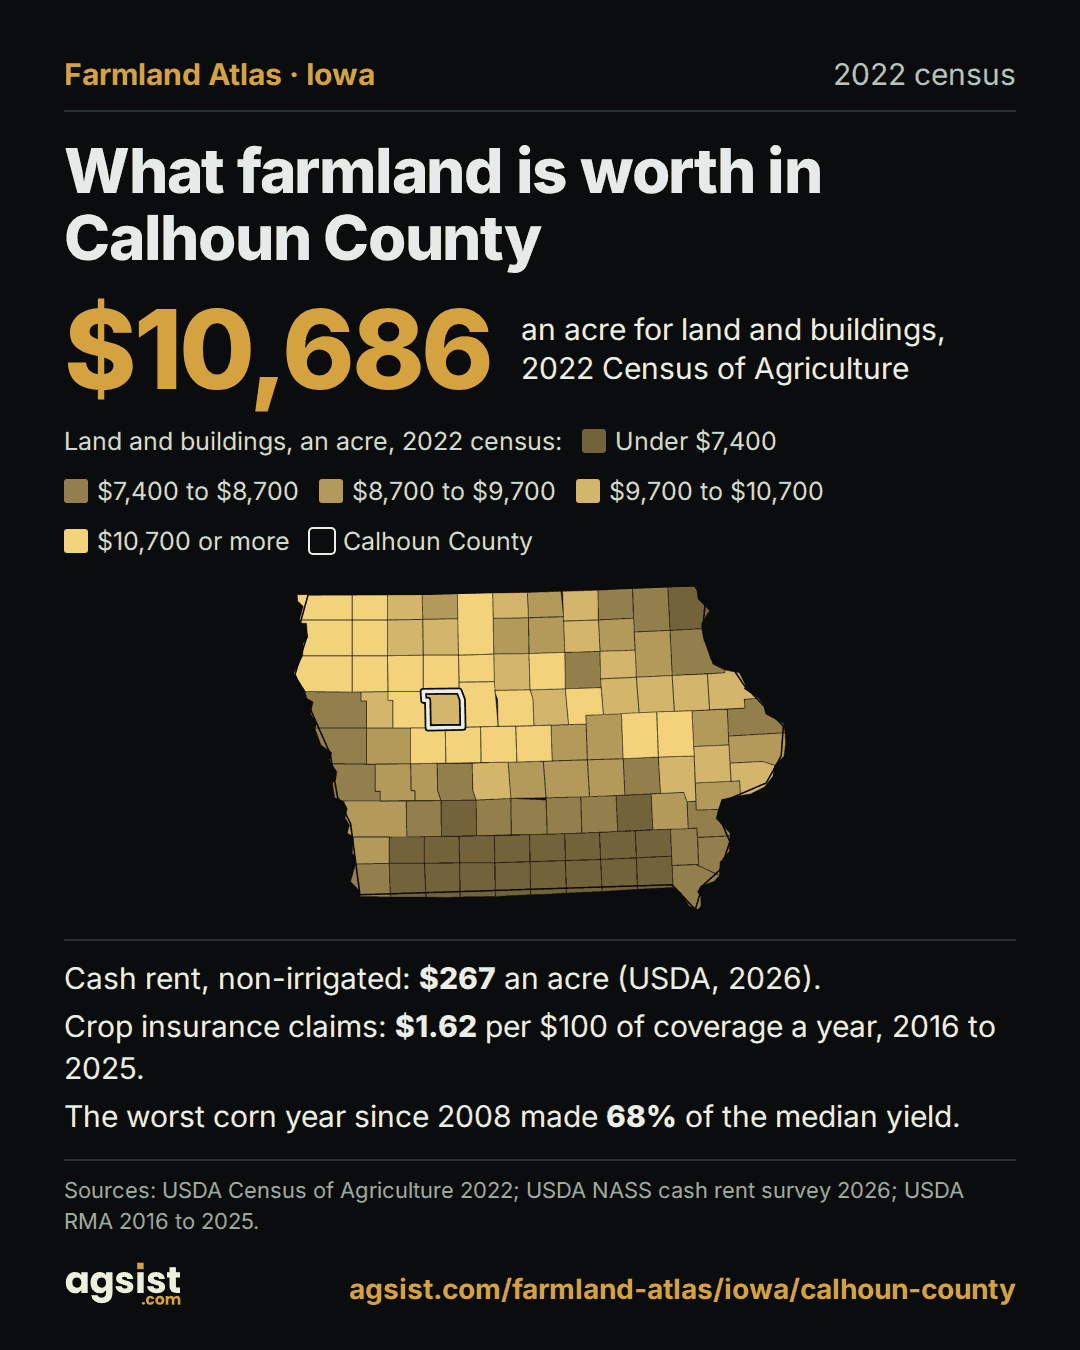 Farmland Atlas · Iowa
2022 census
What farmland is worth in
Calhoun County
$10,686
an acre for land and buildings,
2022 Census of Agriculture
Land and buildings, an acre, 2022 census: Under $7,400
$7,400 to $8,700 $8,700 to $9,700 $9,700 to $10,700
$10,700 or more Calhoun County
Cash rent, non-irrigated: $267 an acre (USDA, 2026).
Crop insurance claims: $1.62 per $100 of coverage a year, 2016 to
2025.
The worst corn year since 2008 made 68% of the median yield.
Sources: USDA Census of Agriculture 2022; USDA NASS cash rent survey 2026; USDA
RMA 2016 to 2025.
agsist
.com
agsist.com/farmland-atlas/iowa/calhoun-county